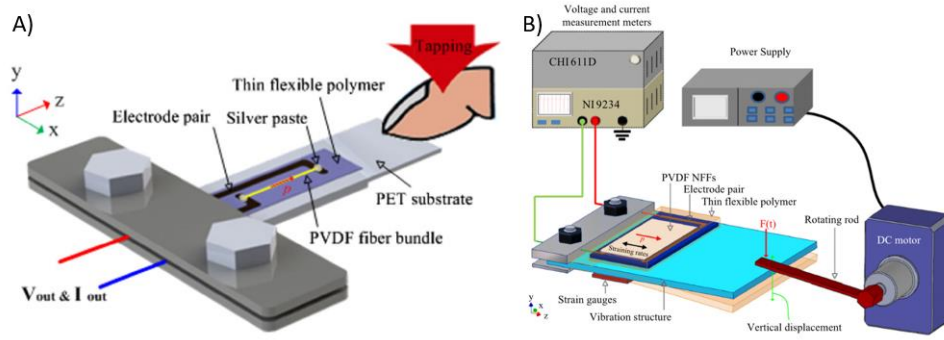 A)
Tapping
Thin flexible polymer
Electrode pair
Silver paste
P
PET substrate
PVDF fiber bundle
Vout & I out
y
z
x
B)
Voltage and current
measurement meters
CHI611D
N19234
Power Supply
PVDF NFFs
Electrode pair
Thin flexible polymer
P
Straining rates
F(t)
Rotating rod
DC motor
Strain gauges
Vibration structure
Vertical displacement
y
x
z